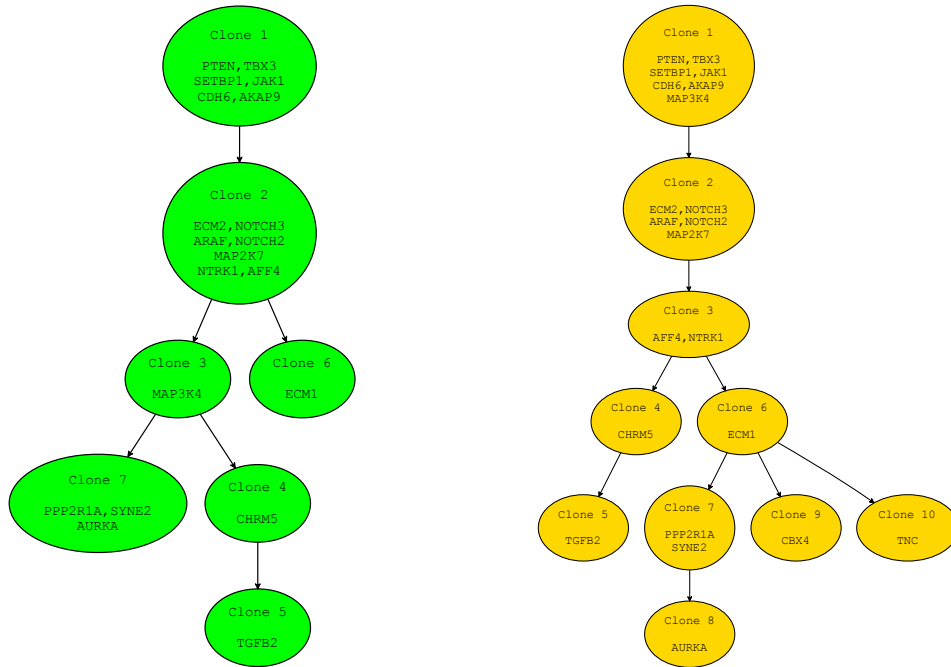 Clone 1
PTEN,TBX3
SETBP1,JAK1
CDH6,AKAP9
Clone 2
ECM2,NOTCH3
ARAF,NOTCH2
MAP2K7
NTRK1,AFF4
Clone 3
MAP3K4
Clone 6
ECM1
Clone 7
PPP2R1A,SYNE2
AURKA
Clone 4
CHRM5
Clone 5
TGFB2
Clone 1
PTEN,TBX3
SETBP1,JAK1
CDH6,AKAP9
MAP3K4
Clone 2
ECM2,NOTCH3
ARAF,NOTCH2
MAP2K7
Clone 3
AFF4,NTRK1
Clone 4
CHRM5
Clone 6
ECM1
Clone 5
TGFB2
Clone 7
PPP2R1A
SYNE2
Clone 9
CBX4
Clone 10
TNC
Clone 8
AURKA